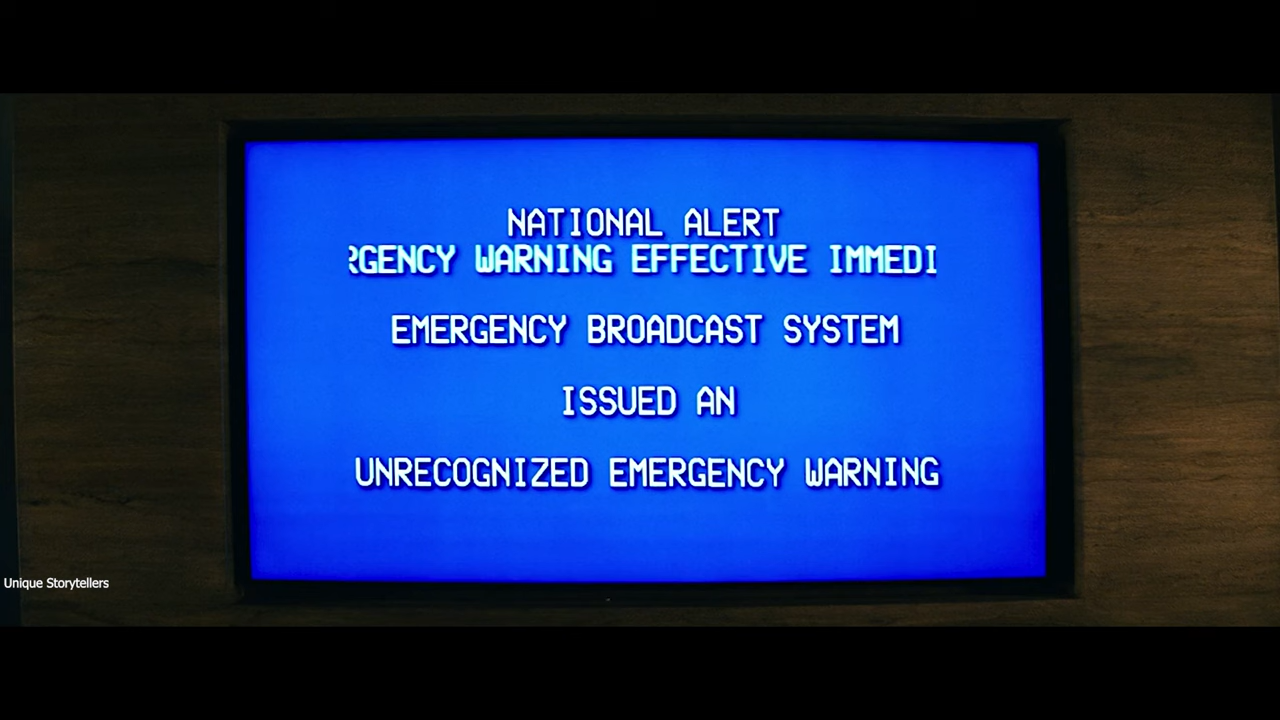 NATIONAL ALERT
RGENCY WARNING EFFECTIVE IMMEDI
EMERGENCY BROADCAST SYSTEM
ISSUED AN
UNRECOGNIZED EMERGENCY WARNING
Unique Storytellers